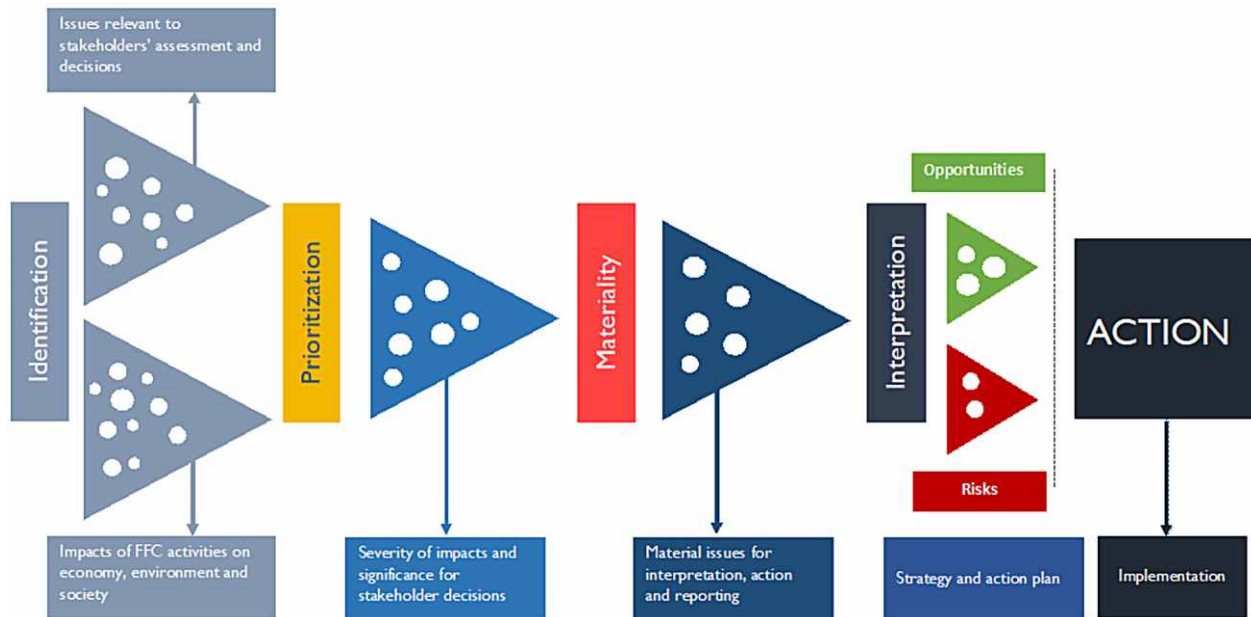 Issues relevant to
stakeholders' assessment and
decisions
Identification
Impacts of FFC activities on
economy, environment and
society
Prioritization
Severity of impacts and
significance for
stakeholder decisions
Materiality
Material issues for
interpretation, action
and reporting
Interpretation
Opportunities
Risks
Strategy and action plan
ACTION
Implementation